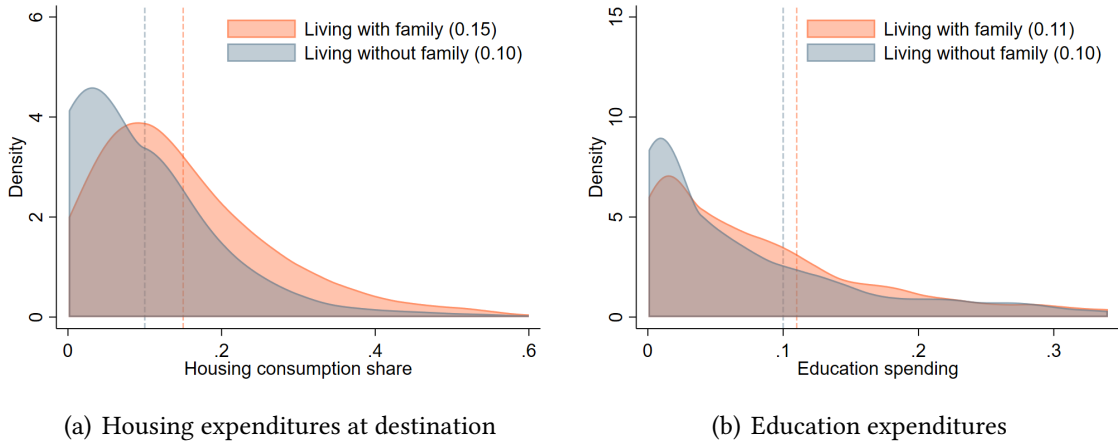 6
4
2
0
Density
Living with family (0.15)
Living without family (0.10)
0
.2
.4
.6
Housing consumption share
(a) Housing expenditures at destination
15
10
5
0
Density
Living with family (0.11)
Living without family (0.10)
0
.1
.2
.3
Education spending
(b) Education expenditures